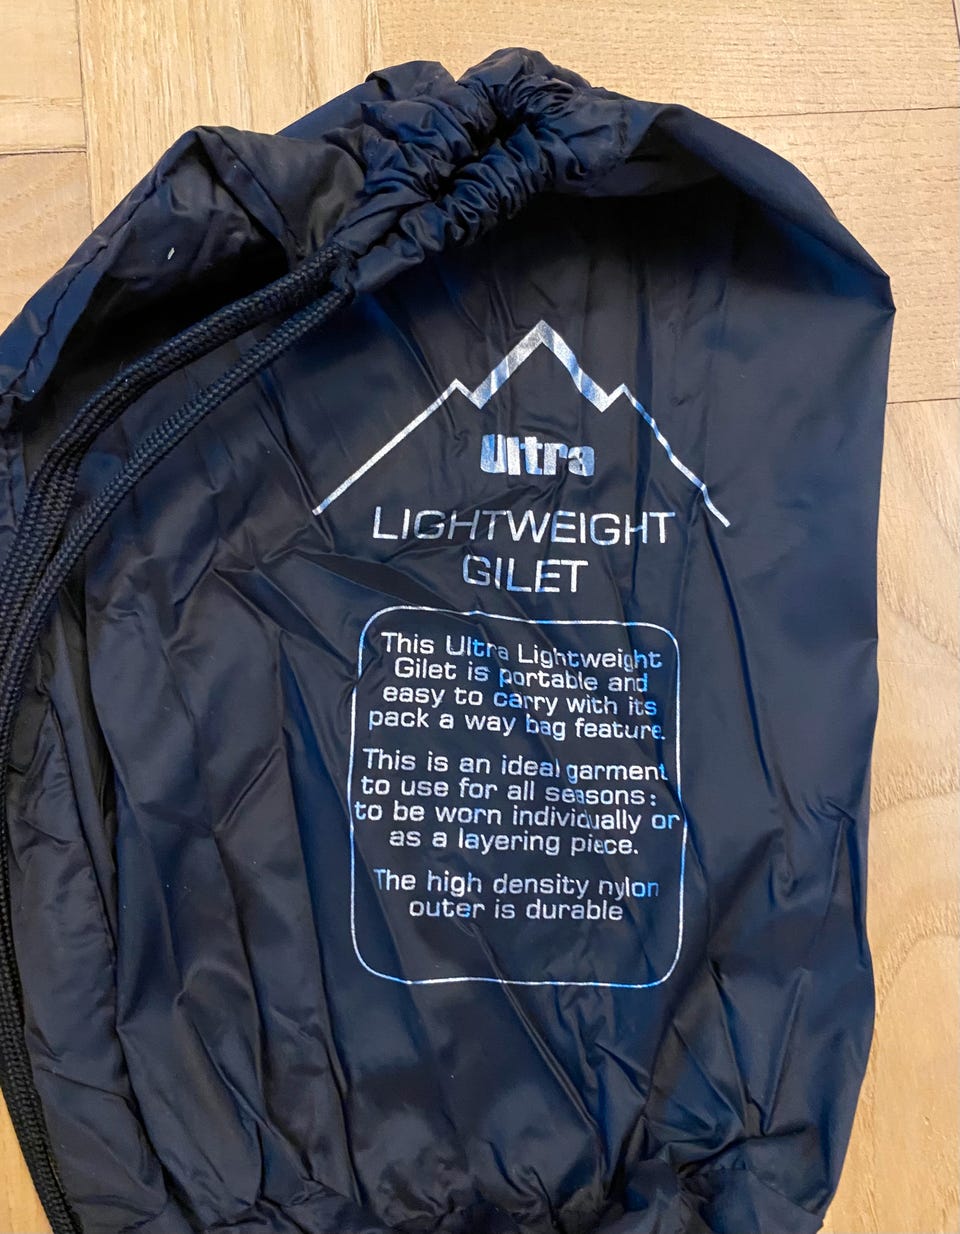 Ultra
LIGHTWEIGHT
GILET
This Ultra Lightweight
Gilet is portable and
easy to carry with its
pack a way bag feature.
This is an ideal garment
to use for all seasons:
to be worn individually or
as a layering piece.
The high density nylon
outer is durable